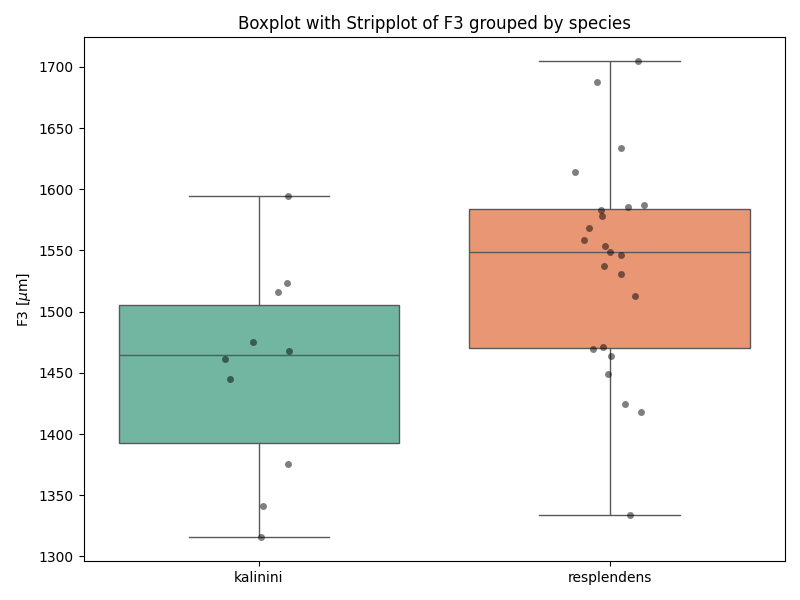 Boxplot with Stripplot of F3 grouped by species
F3 [µm]
1700
1650
1600
1550
1500
1450
1400
1350
1300
kalinini
resplendens